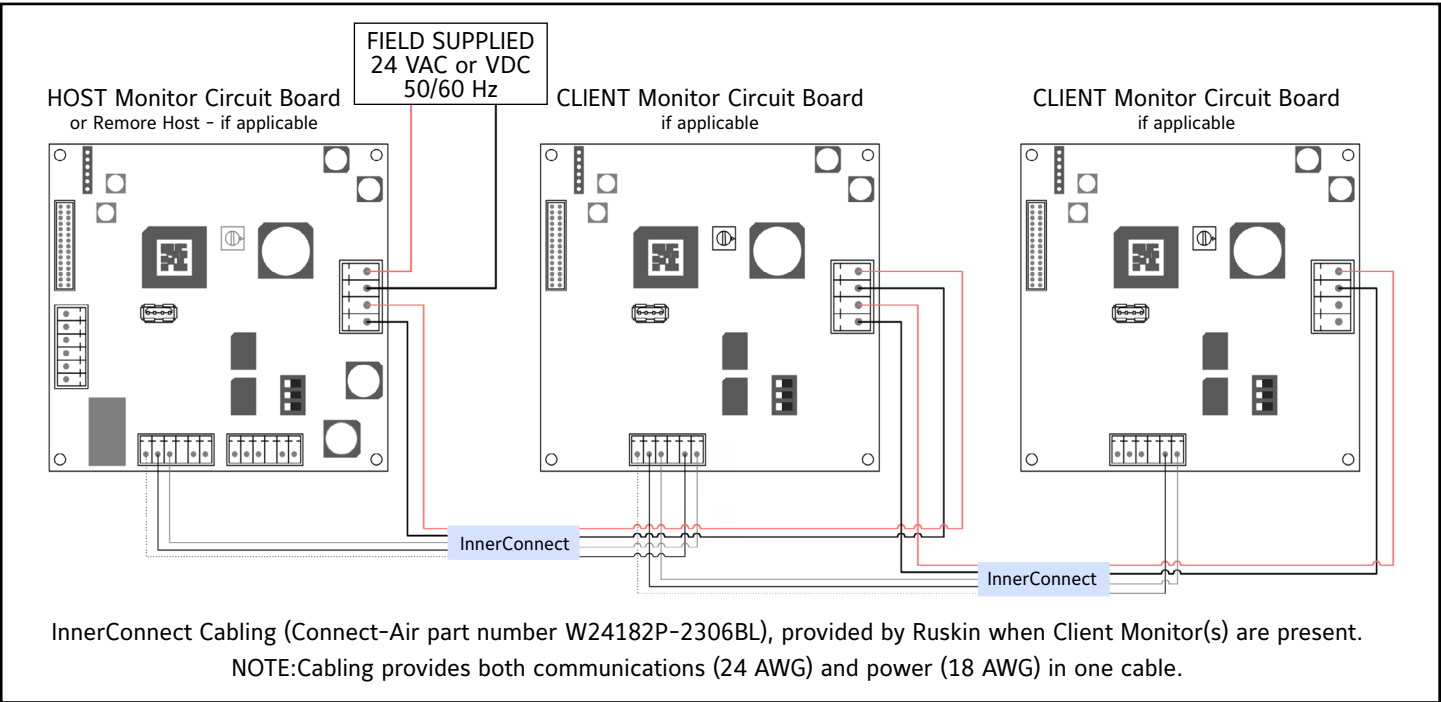 FIELD SUPPLIED
24 VAC or VDC
50/60 Hz
HOST Monitor Circuit Board
or Remore Host - if applicable
CLIENT Monitor Circuit Board
if applicable
CLIENT Monitor Circuit Board
if applicable
InnerConnect
InnerConnect
InnerConnect Cabling (Connect-Air part number W24182P-2306BL), provided by Ruskin when Client Monitor(s) are present.
NOTE:Cabling provides both communications (24 AWG) and power (18 AWG) in one cable.